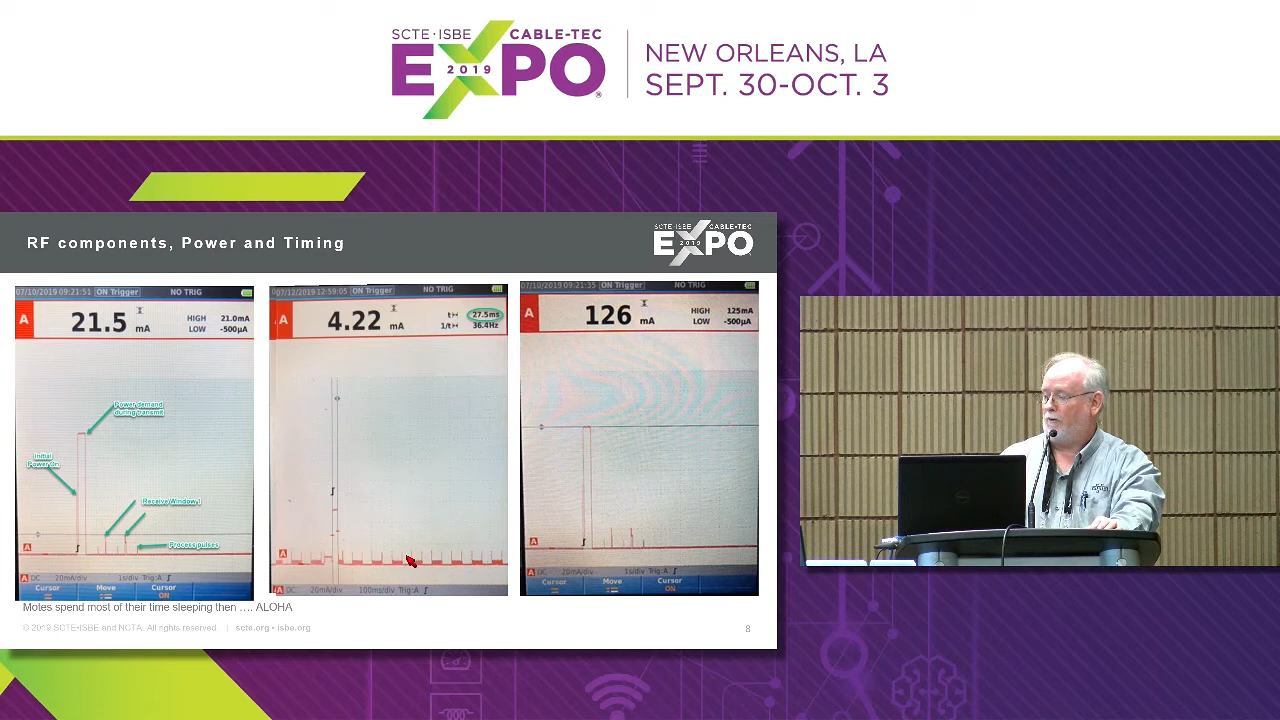 SCTE·ISBE CABLE-TEC
EXPO
2019
NEW ORLEANS, LA
SEPT. 30-OCT. 3
RF components, Power and Timing
SCTE·ISBE CABLE-TEC
EXPO
2019
07/10/2019 09:21:51 ON Trigger NO TRIG
A 21.5 mA
HIGH 21.0mA
LOW -500µA
Power demand
during transmit
Initial
Power On
Receive Window 1
Process pulses
A
A DC 20mA/div 1s/div Trig:A
Cursor Move Cursor
ON
07/12/2019 12:59:05 ON Trigger NO TRIG
A 4.22 mA
t 27.5ms
1/t 36.4Hz
A
A DC 20mA/div 100ms/div Trig:A
07/10/2019 09:21:35 ON Trigger NO TRIG
A 126 mA
HIGH 125mA
LOW -500µA
A
A DC 20mA/div 1s/div Trig:A
Cursor Move Cursor
ON
Motes spend most of their time sleeping then …. ALOHA
© 2019 SCTE•ISBE and NCTA. All rights reserved. | scte.org • isbe.org
8